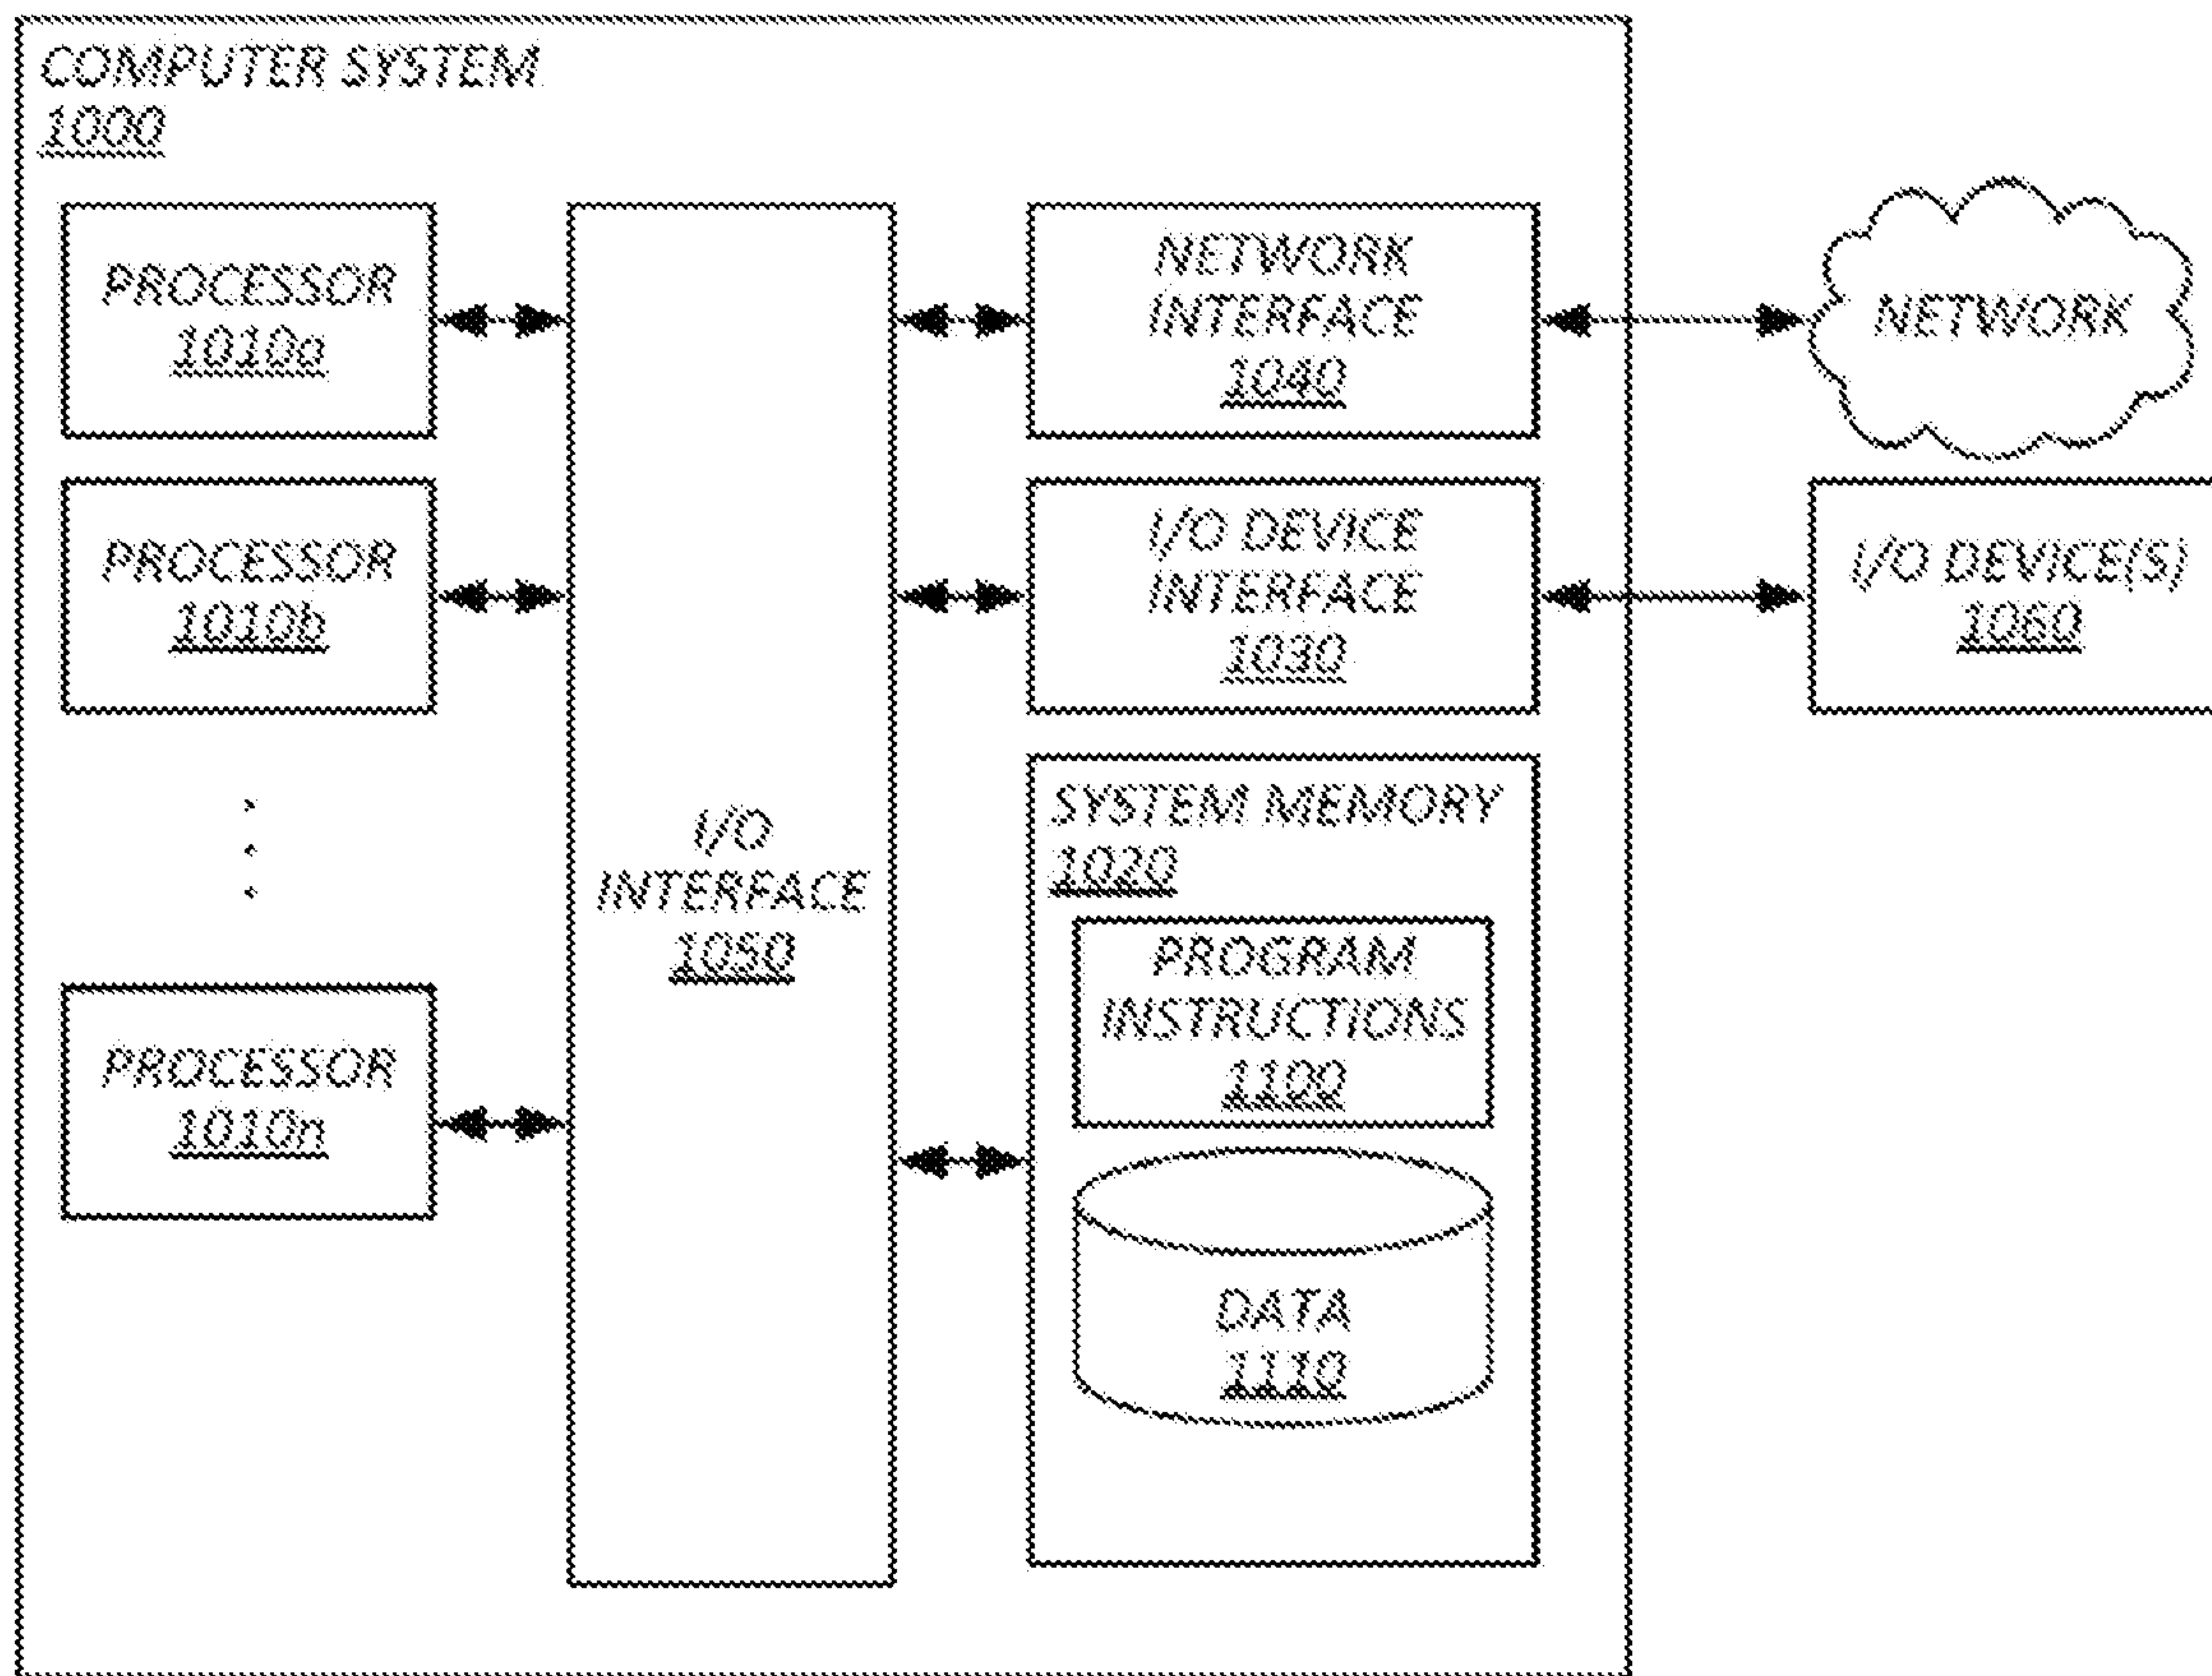 COMPUTER SYSTEM
1000
PROCESSOR
1010a
PROCESSOR
1010b
PROCESSOR
1010n
I/O
INTERFACE
1050
NETWORK
INTERFACE
1040
I/O DEVICE
INTERFACE
1030
SYSTEM MEMORY
1020
PROGRAM
INSTRUCTIONS
1100
DATA
1110
NETWORK
I/O DEVICE(S)
1060